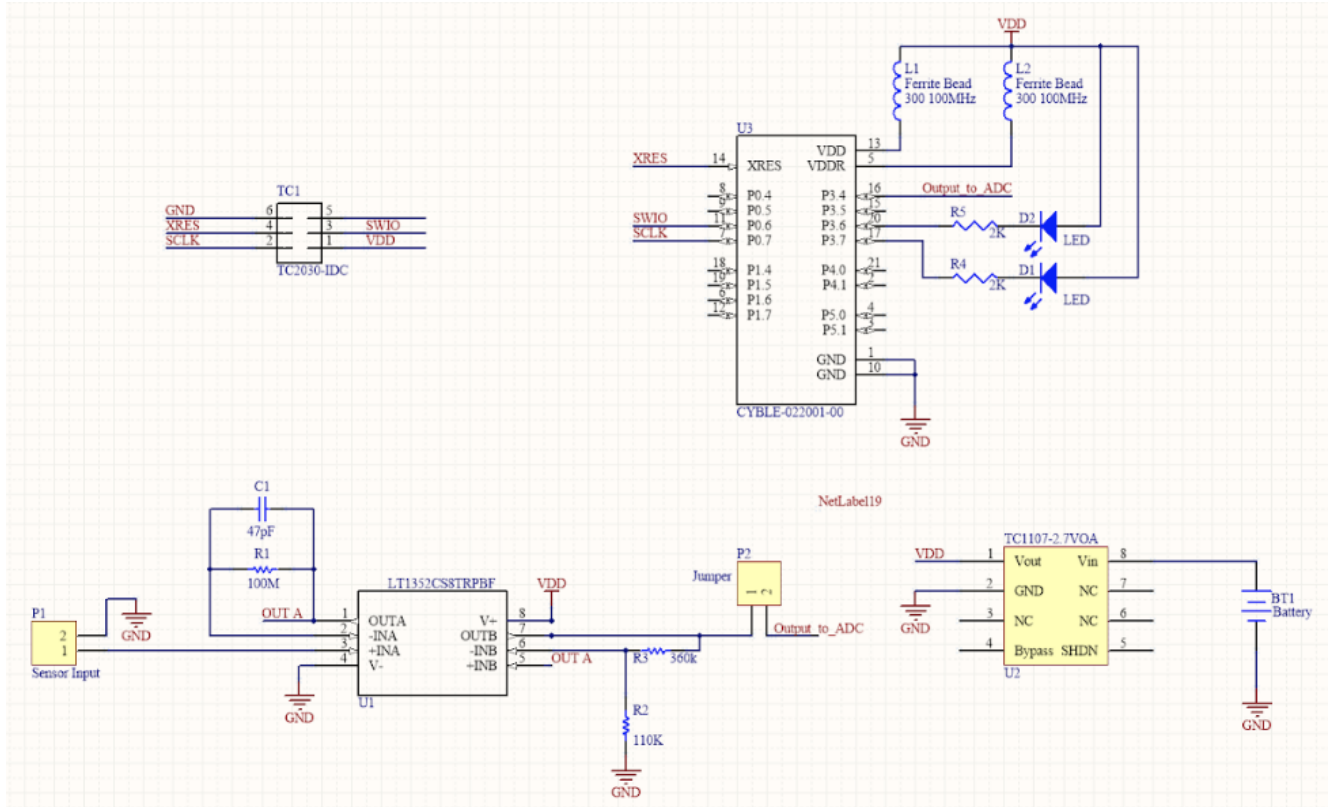 VDD
L1
Ferrite Bead
300 100MHz
L2
Ferrite Bead
300 100MHz
U3
XRES 14 XRES
VDD 13
VDDR 5
8 P0.4
9 P0.5
SWIO 11 P0.6
SCLK 7 P0.7
18 P1.4
19 P1.5
6 P1.6
12 P1.7
P3.4 16 Output_to_ADC
P3.5 15
P3.6 20
P3.7 17
P4.0 21
P4.1 2
P5.0 4
P5.1 3
GND 1
GND 10
CYBLE-022001-00
GND
R5
2K
D2
LED
R4
2K
D1
LED
TC1
GND 6 5
XRES 4 3 SWIO
SCLK 2 1 VDD
TC2030-IDC
C1
47pF
R1
100M
P1
2
1
Sensor Input
GND
LT1352CS8TRPBF
OUT A 1 OUTA
2 -INA
3 +INA
4 V-
V+ 8
OUTB 7
-INB 6
+INB 5 OUT A
U1
GND
VDD
R3 360k
R2
110K
GND
P2
Jumper
1 2
Output_to_ADC
NetLabel19
TC1107-2.7VOA
VDD 1 Vout Vin 8
2 GND NC 7
3 NC NC 6
4 Bypass SHDN 5
U2
GND
BT1
Battery
GND